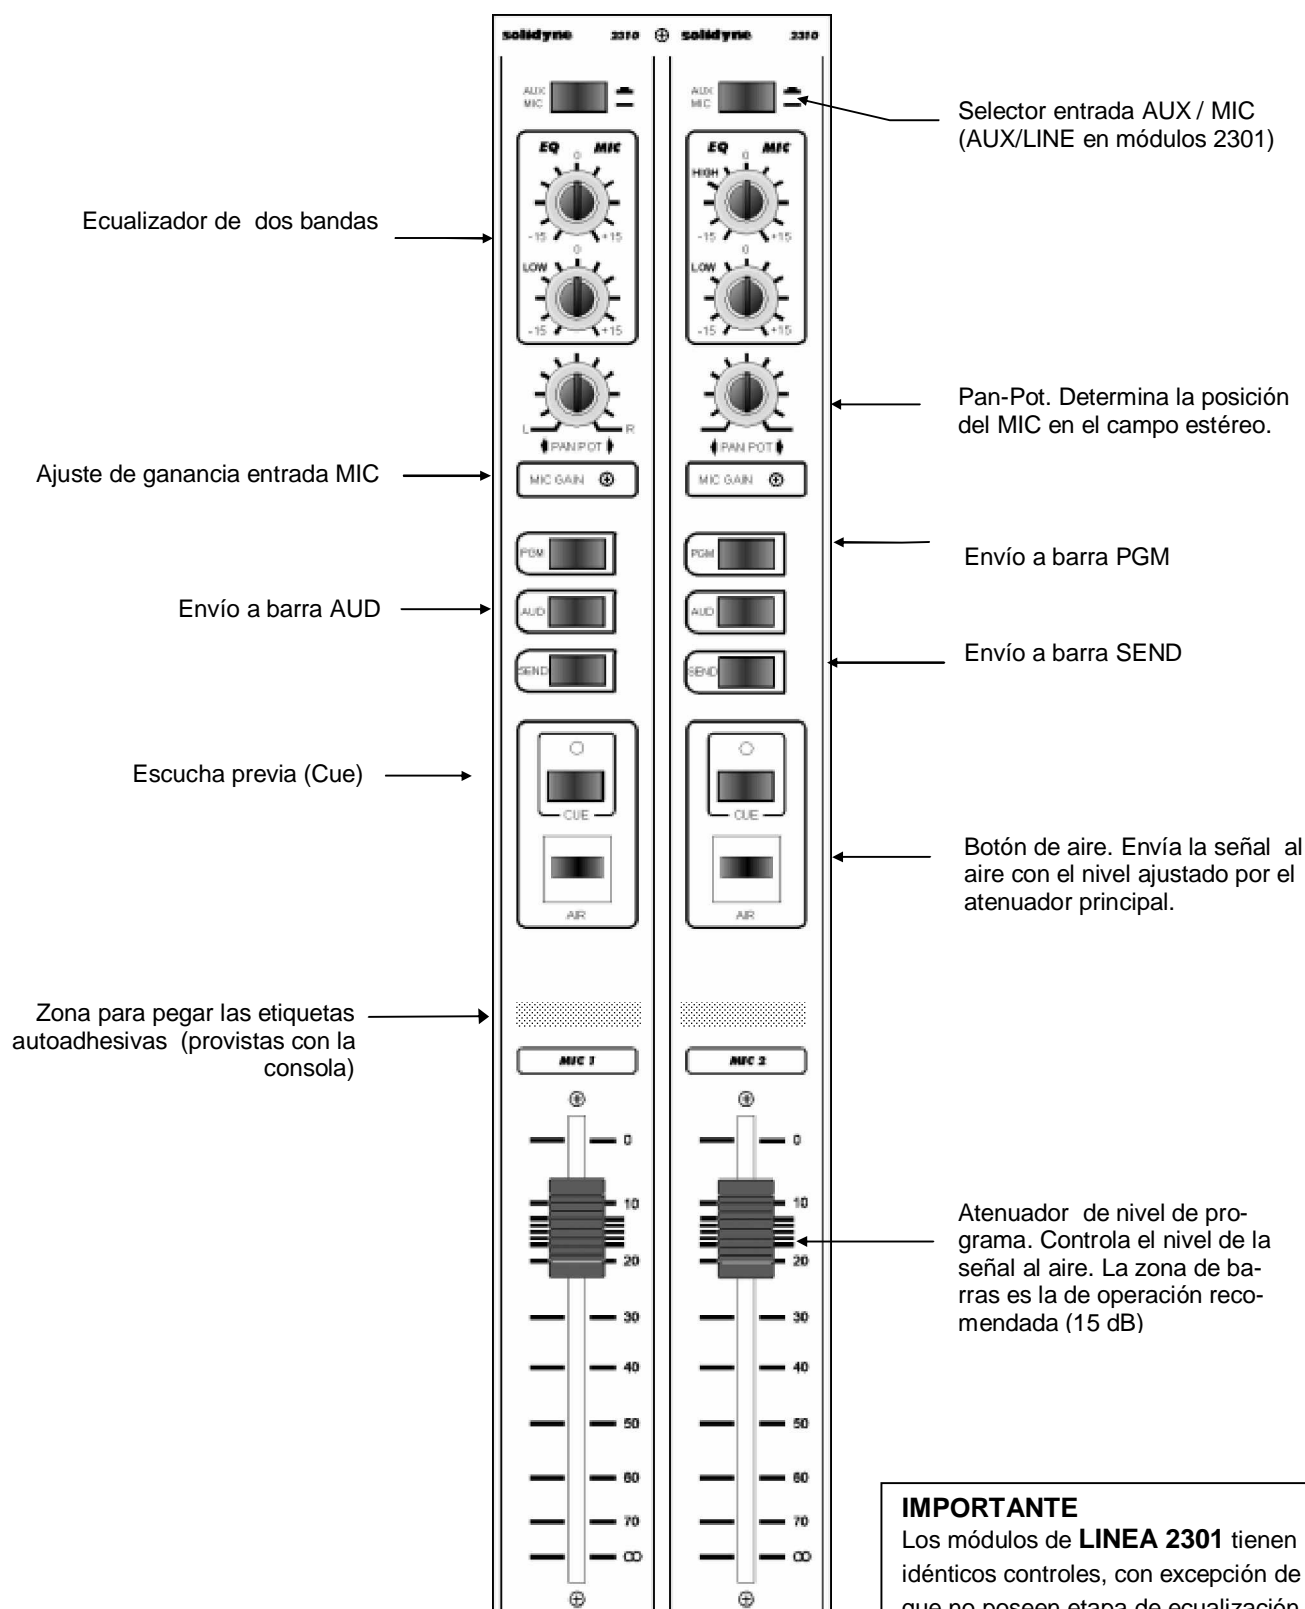 solidyne 2310 solidyne 2310
AUX
MIC
AUX
MIC
Selector entrada AUX / MIC
(AUX/LINE en módulos 2301)
EQ MIC
0
-15 +15
EQ MIC
0
HIGH
-15 +15
Ecualizador de dos bandas
0
LOW
-15 +15
0
LOW
-15 +15
L R
PAN POT
PAN POT
Pan-Pot. Determina la posición
del MIC en el campo estéreo.
Ajuste de ganancia entrada MIC
MIC GAIN
MIC GAIN
PGM
PGM
Envío a barra PGM
Envío a barra AUD
AUD
AUD
SEND
SEND
Envío a barra SEND
Escucha previa (Cue)
CUE
CUE
AIR
AIR
Botón de aire. Envía la señal al
aire con el nivel ajustado por el
atenuador principal.
Zona para pegar las etiquetas
autoadhesivas (provistas con la
consola)
MIC 1
MIC 2
0
10
20
30
40
50
60
70
∞
0
10
20
30
40
50
60
70
∞
Atenuador de nivel de pro-
grama. Controla el nivel de la
señal al aire. La zona de ba-
rras es la de operación reco-
mendada (15 dB)
IMPORTANTE
Los módulos de LINEA 2301 tienen
idénticos controles, con excepción de
que no poseen etapa de ecualización